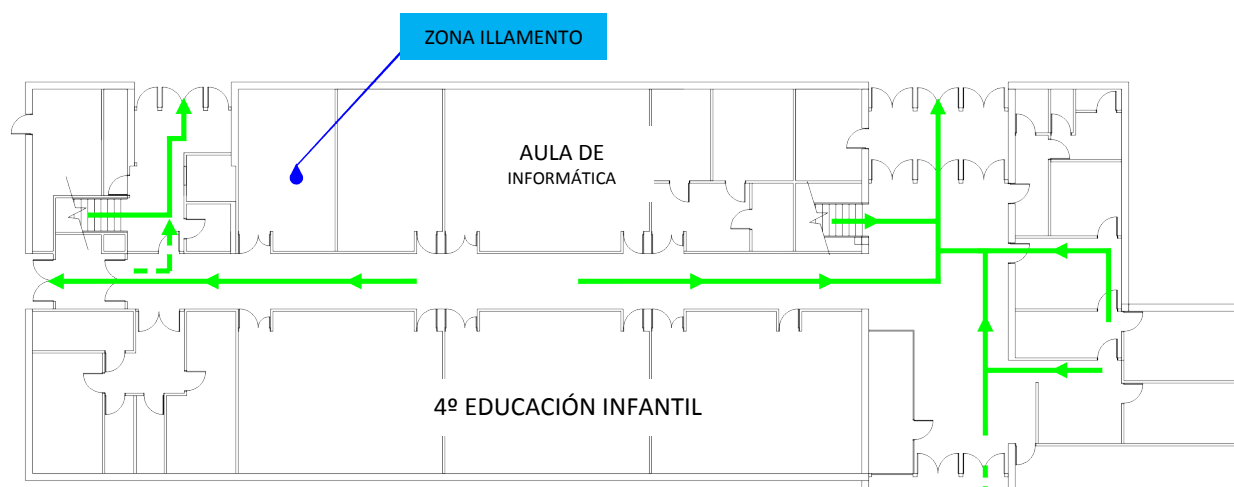 ZONA ILLAMENTO
AULA DE
INFORMÁTICA
4º EDUCACIÓN INFANTIL